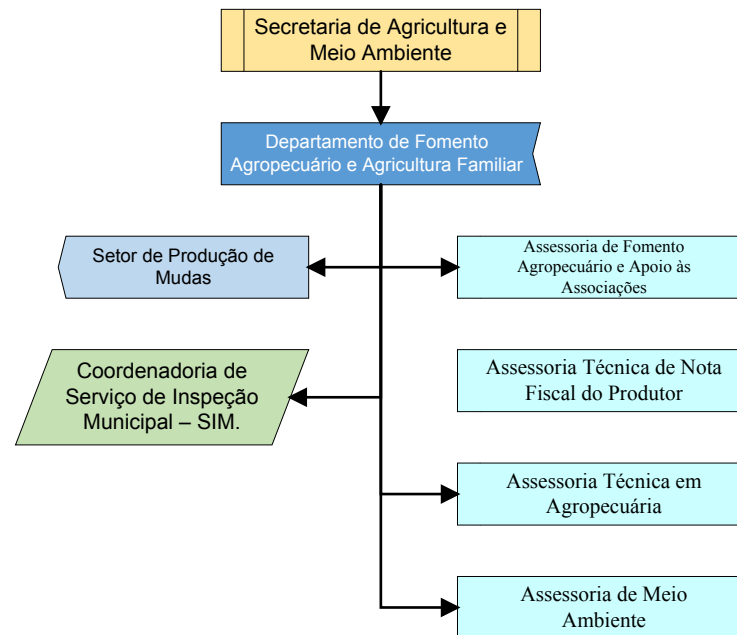 Secretaria de Agricultura e
Meio Ambiente
Departamento de Fomento
Agropecuário e Agricultura Familiar
Setor de Produção de
Mudas
Assessoria de Fomento
Agropecuário e Apoio às
Associações
Coordenadoria de
Serviço de Inspeção
Municipal – SIM.
Assessoria Técnica de Nota
Fiscal do Produtor
Assessoria Técnica em
Agropecuária
Assessoria de Meio
Ambiente